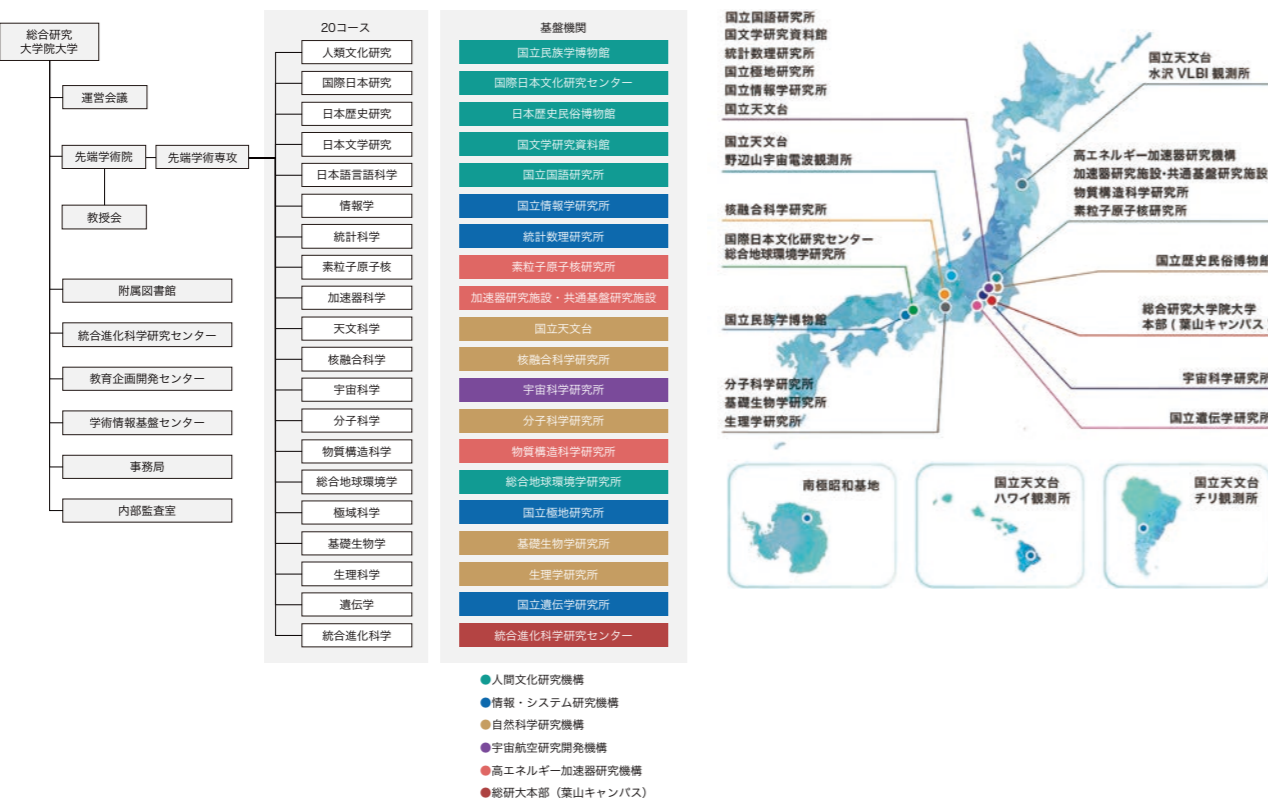 総合研究
大学院大学
運営会議
先端学術院
先端学術専攻
教授会
附属図書館
統合進化科学研究センター
教育企画開発センター
学術情報基盤センター
事務局
内部監査室
20コース
人類文化研究
国際日本研究
日本歴史研究
日本文学研究
日本語言語科学
情報学
統計科学
素粒子原子核
加速器科学
天文科学
核融合科学
宇宙科学
分子科学
物質構造科学
総合地球環境学
極域科学
基礎生物学
生理科学
遺伝学
統合進化科学
基盤機関
国立民族学博物館
国際日本文化研究センター
日本歴史民俗博物館
国文学研究資料館
国立国語研究所
国立情報学研究所
統計数理研究所
素粒子原子核研究所
加速器研究施設・共通基盤研究施設
国立天文台
核融合科学研究所
宇宙科学研究所
分子科学研究所
物質構造科学研究所
総合地球環境学研究所
国立極地研究所
基礎生物学研究所
生理学研究所
国立遺伝学研究所
統合進化科学研究センター
●人間文化研究機構
●情報・システム研究機構
●自然科学研究機構
●宇宙航空研究開発機構
●高エネルギー加速器研究機構
●総研大本部（葉山キャンパス）
国立国語研究所
国文学研究資料館
統計数理研究所
国立極地研究所
国立情報学研究所
国立天文台
国立天文台
野辺山宇宙電波観測所
核融合科学研究所
国際日本文化研究センター
総合地球環境学研究所
国立民族学博物館
分子科学研究所
基礎生物学研究所
生理学研究所
国立天文台
水沢 VLBI 観測所
高エネルギー加速器研究機構
加速器研究施設・共通基盤研究施設
物質構造科学研究所
素粒子原子核研究所
国立歴史民俗博物館
総合研究大学院大学
本部 ( 葉山キャンパス )
宇宙科学研究所
国立遺伝学研究所
南極昭和基地
国立天文台
ハワイ観測所
国立天文台
チリ観測所